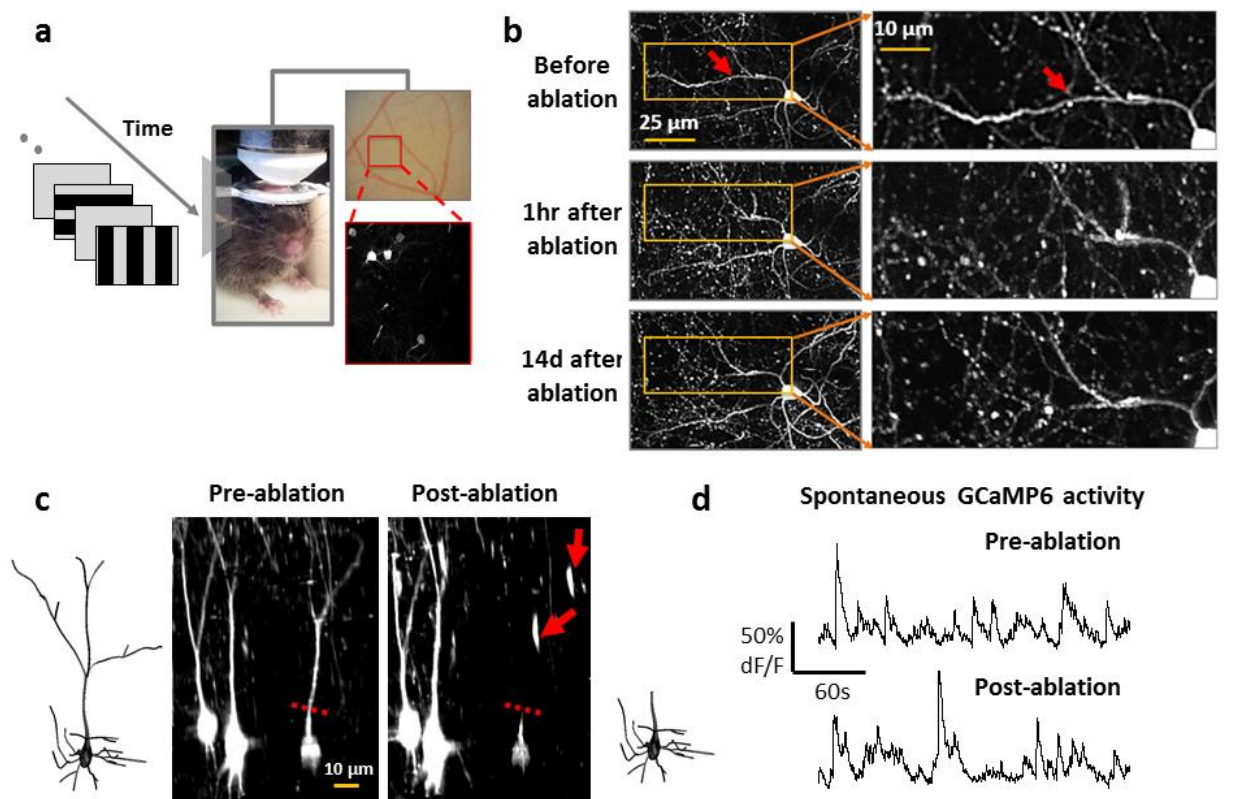 a
Time
b
Before
ablation
25 µm
10 µm
1hr after
ablation
14d after
ablation
c
Pre-ablation
Post-ablation
10 µm
d
Spontaneous GCaMP6 activity
Pre-ablation
50%
dF/F
60s
Post-ablation